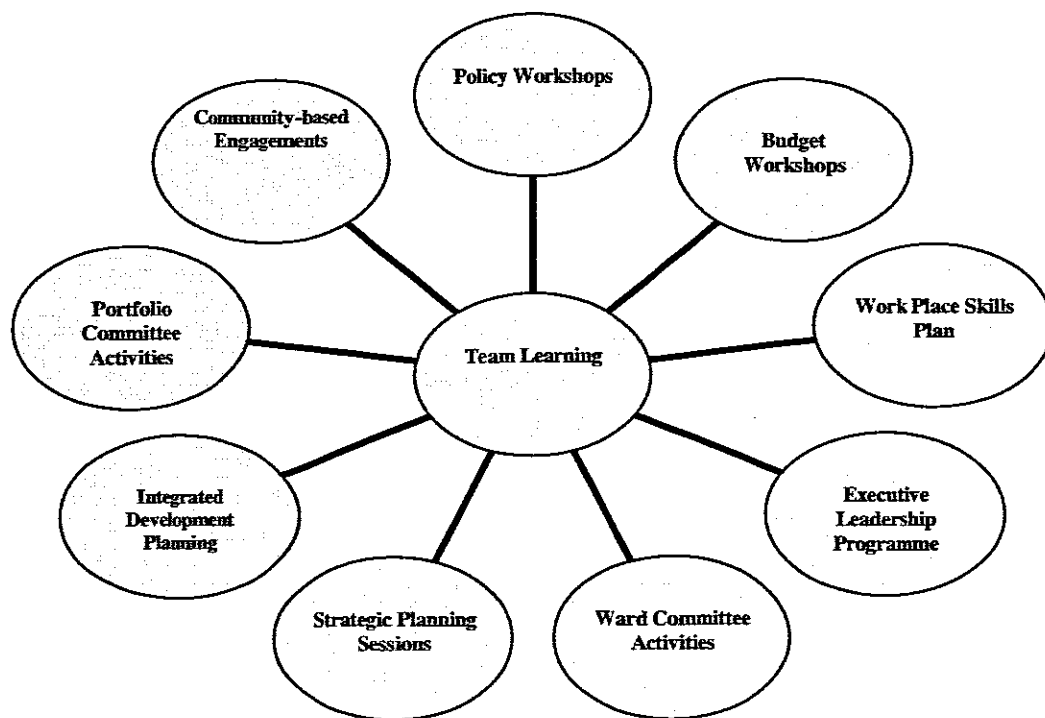 Policy Workshops
Community-based
Engagements
Budget
Workshops
Portfolio
Committee
Activities
Team Learning
Work Place Skills
Plan
Integrated
Development
Planning
Executive
Leadership
Programme
Strategic Planning
Sessions
Ward Committee
Activities